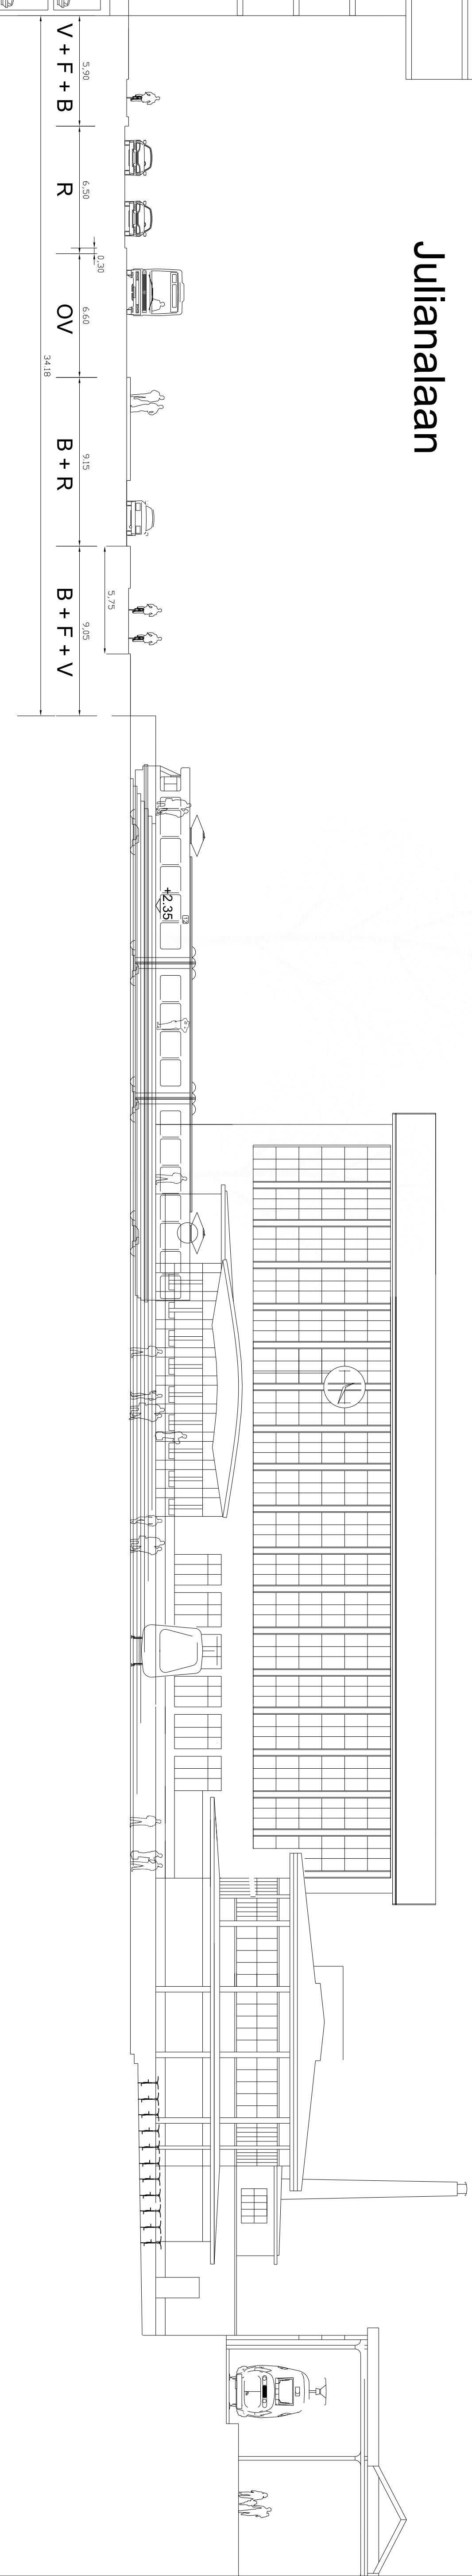 Julianalaan
+2.35
5,90
6,50
0,30
6,60
9,15
5,75
9,05
V + F + B
R
OV
B + R
B + F + V
34,18